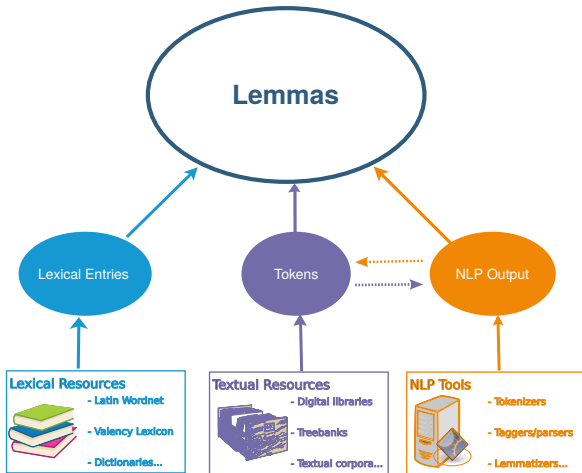 Lemmas
Lexical Entries
Tokens
NLP Output
Lexical Resources
- Latin Wordnet
- Valency Lexicon
- Dictionaries...
Textual Resources
- Digital libraries
- Treebanks
- Textual corpora...
NLP Tools
- Tokenizers
- Taggers/parsers
- Lemmatizers...